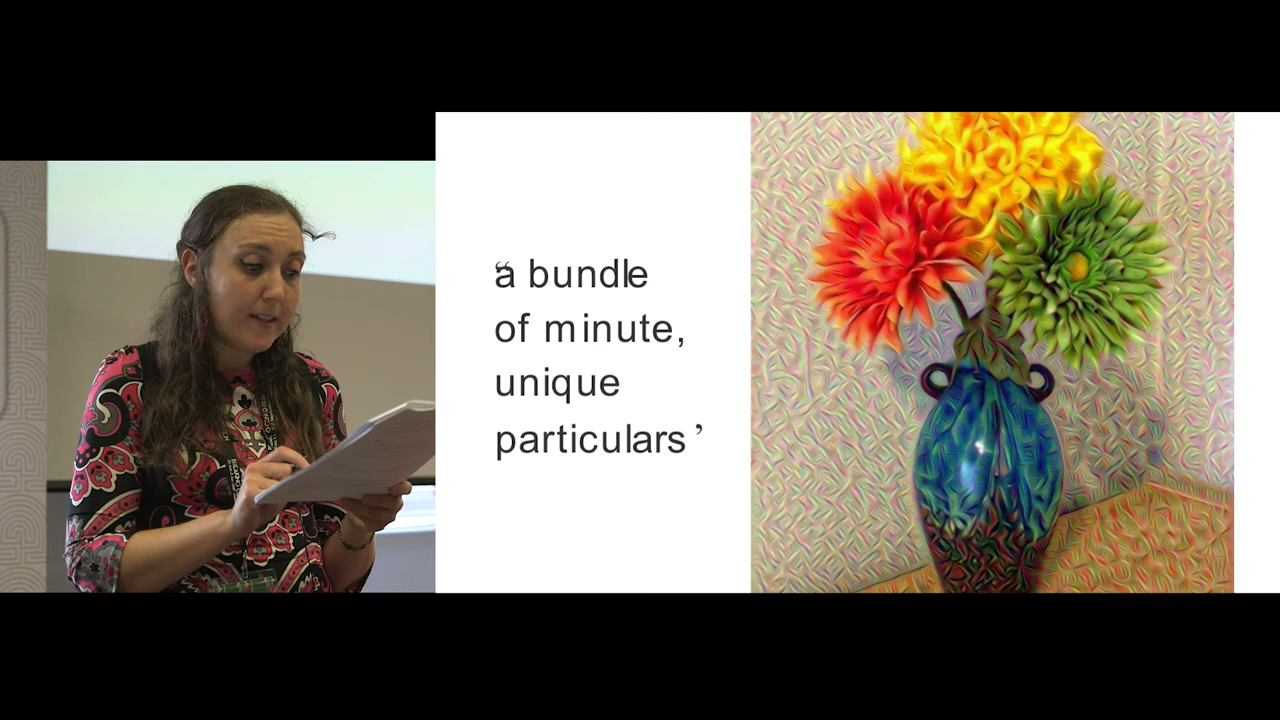 “a bundle
of minute,
unique
particulars’